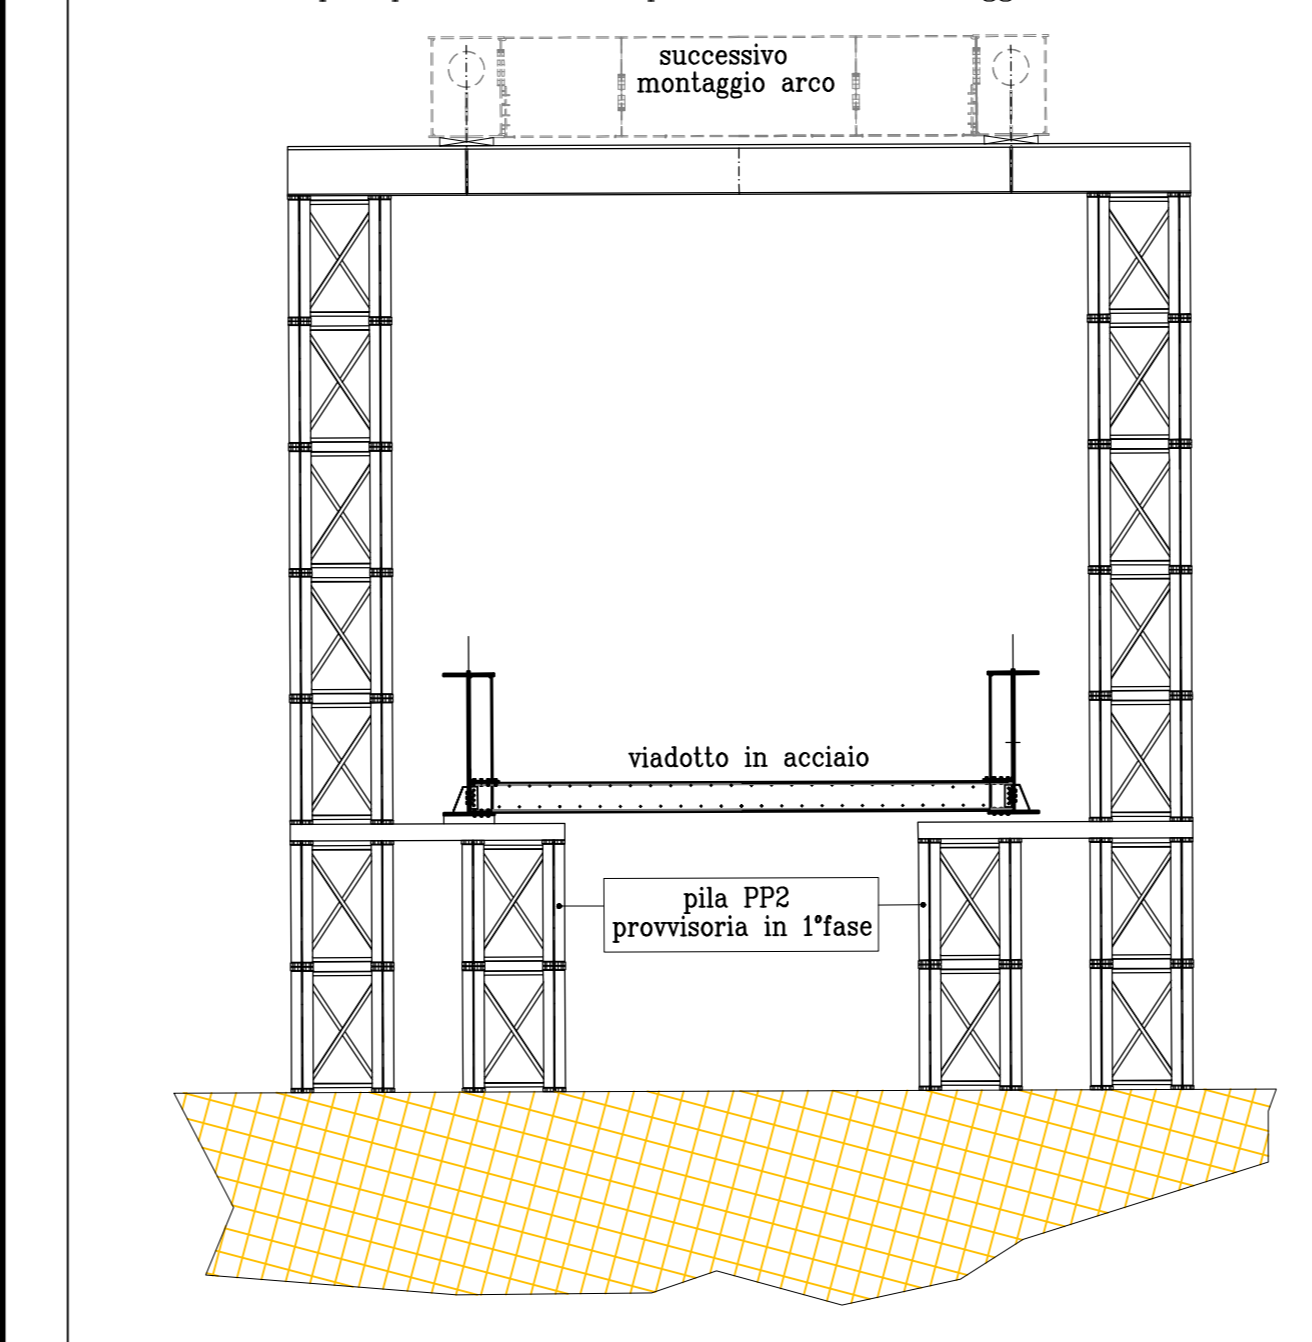 successivo
montaggio arco
viadotto in acciaio
pila PP2
provvisoria in 1°fase